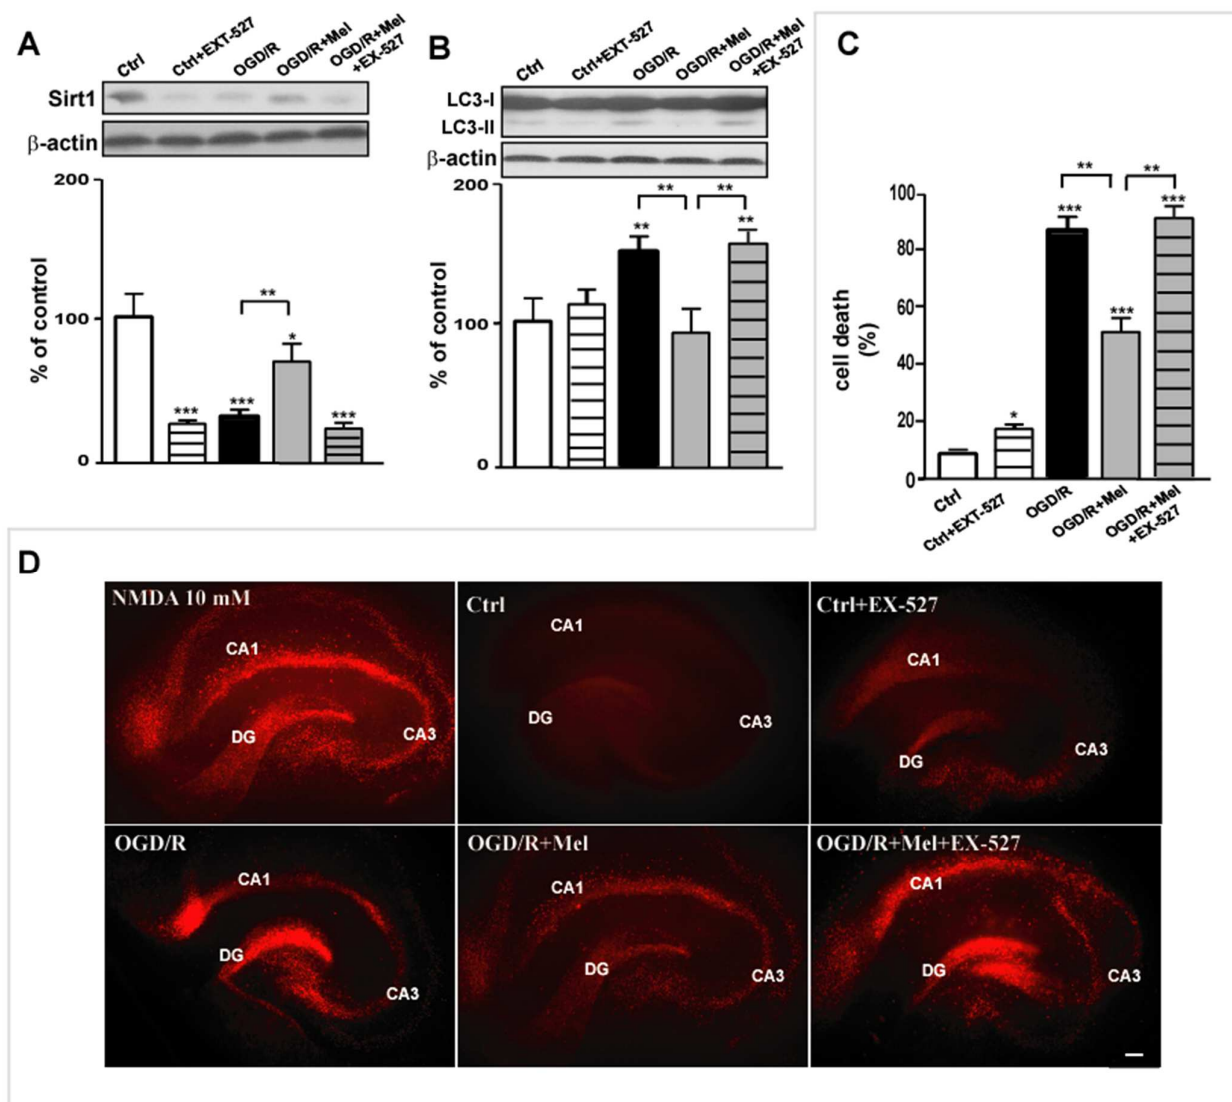 A
Ctrl
Ctrl+EXT-527
OGD/R
OGD/R+Mel
OGD/R+Mel
+EX-527
Sirt1
β-actin
200
100
0
% of control
**
***
***
*
***
B
Ctrl
Ctrl+EXT-527
OGD/R
OGD/R+Mel
OGD/R+Mel
+EX-527
LC3-I
LC3-II
β-actin
200
100
0
% of control
**
**
**
**
C
100
80
60
40
20
0
cell death
(%)
**
**
***
***
***
*
Ctrl
Ctrl+EXT-527
OGD/R
OGD/R+Mel
OGD/R+Mel
+EX-527
D
NMDA 10 mM
CA1
DG
CA3
Ctrl
CA1
DG
CA3
Ctrl+EX-527
CA1
DG
CA3
OGD/R
CA1
DG
CA3
OGD/R+Mel
CA1
DG
CA3
OGD/R+Mel+EX-527
CA1
DG
CA3